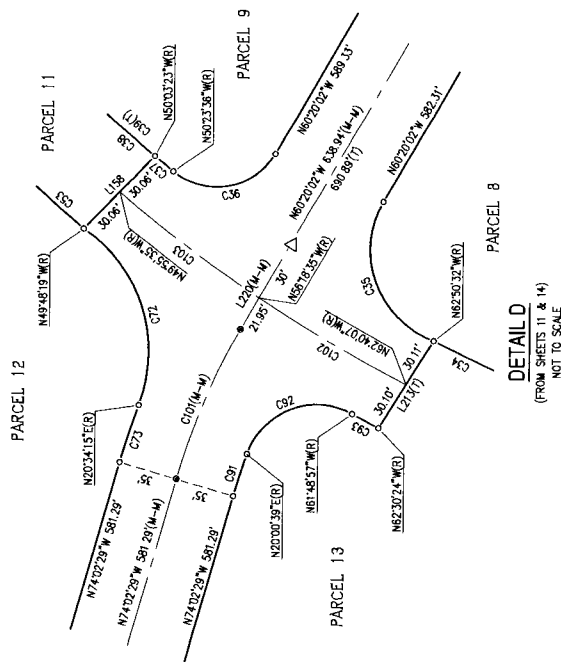 PARCEL 11
PARCEL 9
PARCEL 12
PARCEL 8
PARCEL 13
N50°03'23"W(R)
N50°23'36"W(R)
C39(T)
C38
C37
C36
L158
30.06'
30.06'
C53
N49°48'19"W(R)
N49°55'35"W(R)
C103
N60°20'02"W 589.33'
N60°20'02"W 638.94'(M-M)
690.89'(T)
N60°20'02"W 582.31'
30'
L220(M-M)
21.95'
N56°18'35"W(R)
C72
N20°34'15"E(R)
C73
C101(M-M)
C102
N62°40'07"W(R)
C35
N62°50'32"W(R)
C34
30.11'
30.10'
L213(T)
35'
35'
N74°02'29"W 581.29'
N74°02'29"W 581.29'(M-M)
N74°02'29"W 581.29'
C91
C92
C93
N20°00'39"E(R)
N61°48'57"W(R)
N62°30'24"W(R)
DETAIL D
(FROM SHEETS 11 & 14)
NOT TO SCALE